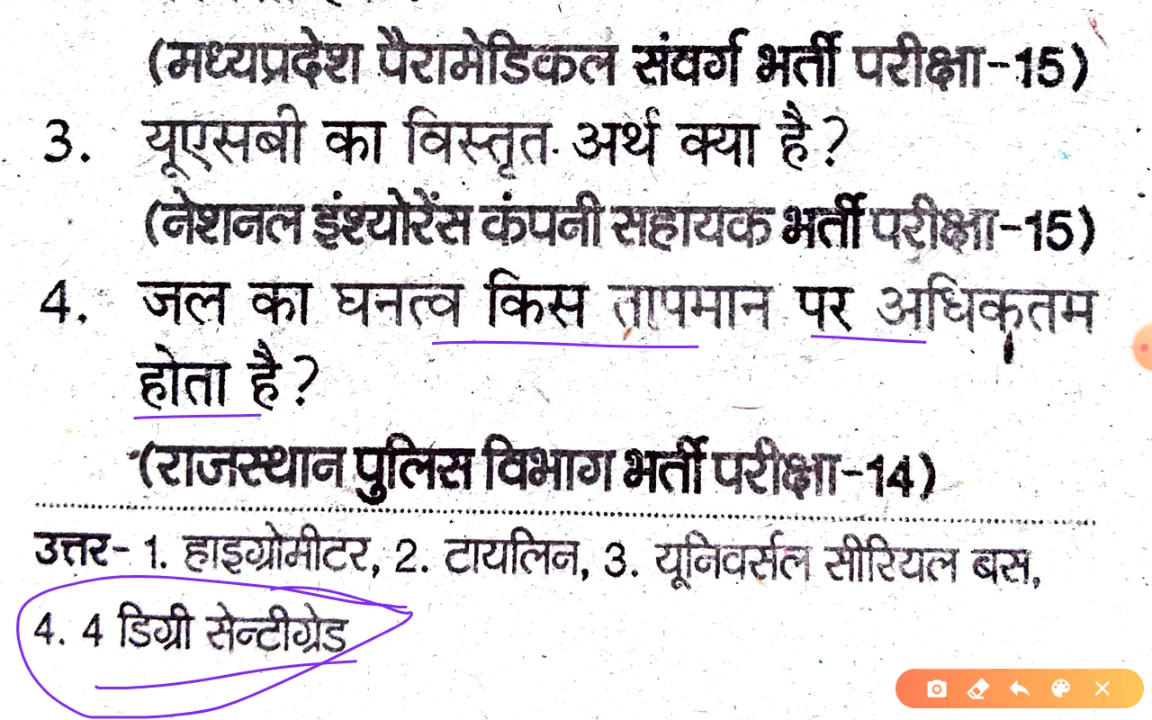 (मध्यप्रदेश पैरामेडिकल संवर्ग भर्ती परीक्षा-15)
3. यूएसबी का विस्तृत अर्थ क्या है?
(नेशनल इंश्योरेंस कंपनी सहायक भर्ती परीक्षा-15)
4. जल का घनत्व किस तापमान पर अधिकतम
होता है?
(राजस्थान पुलिस विभाग भर्ती परीक्षा-14)
उत्तर- 1. हाइग्रोमीटर, 2. टायलिन, 3. यूनिवर्सल सीरियल बस,
4. 4 डिग्री सेन्टीग्रेड